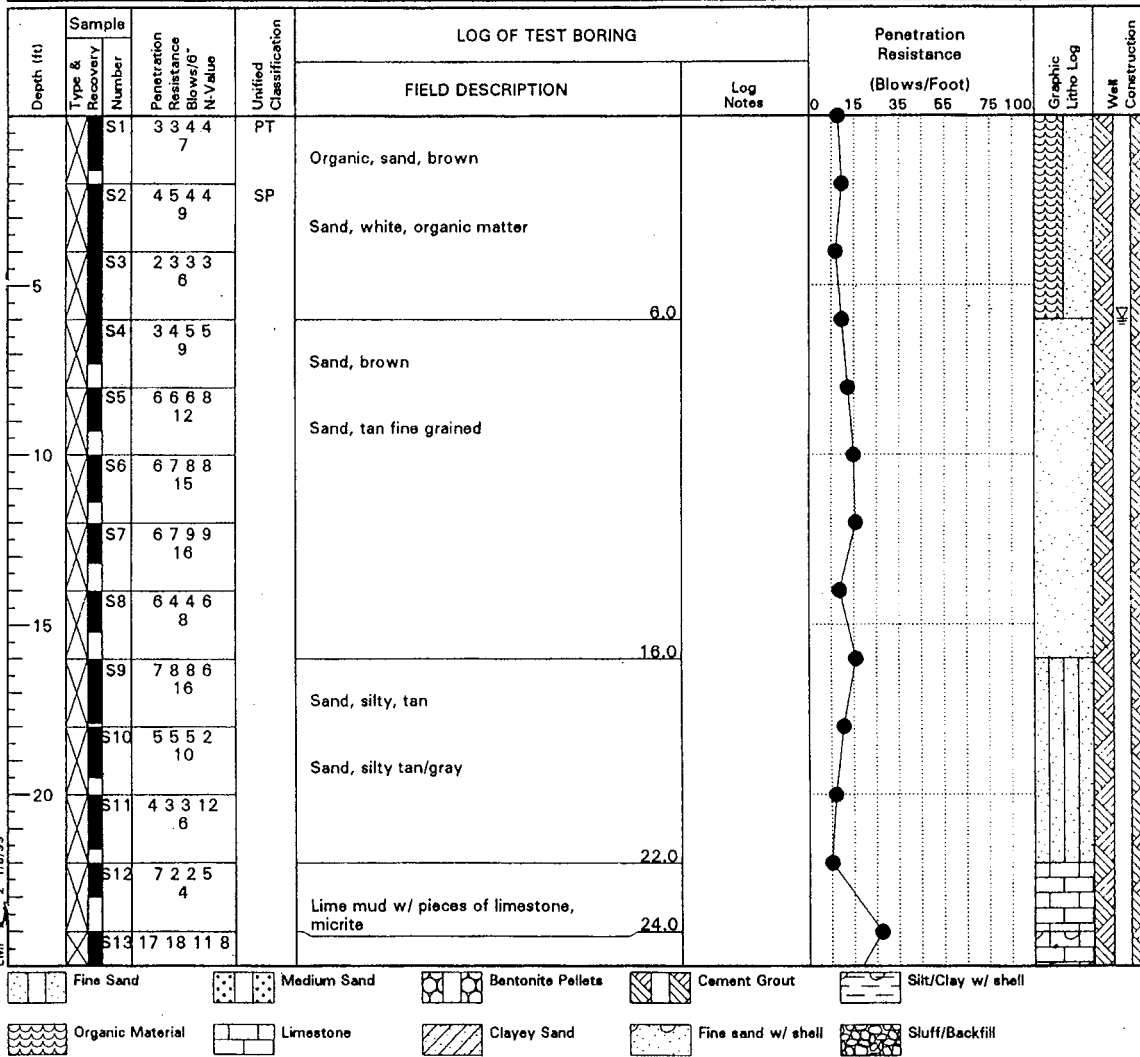 Depth (ft)
Sample
Type & Recovery
Number
Penetration Resistance Blows/6" N-Value
Unified Classification
LOG OF TEST BORING
FIELD DESCRIPTION
Log Notes
Penetration Resistance
(Blows/Foot)
0 15 35 55 75 100
Graphic Litho Log
Well Construction
S1 3 3 4 4 PT
7
Organic, sand, brown
S2 4 5 4 4 SP
9
Sand, white, organic matter
S3 2 3 3 3
6
5
6.0
S4 3 4 5 5
9
Sand, brown
S5 6 6 6 8
12
Sand, tan fine grained
10
S6 6 7 8 8
15
S7 6 7 9 9
16
S8 6 4 4 6
8
15
16.0
S9 7 8 8 6
16
Sand, silty, tan
S10 5 5 5 2
10
Sand, silty tan/gray
20
S11 4 3 3 12
6
22.0
S12 7 2 2 5
4
Lime mud w/ pieces of limestone,
micrite
24.0
S13 17 18 11 8
Fine Sand
Medium Sand
Bentonite Pellets
Cement Grout
Silt/Clay w/ shell
Organic Material
Limestone
Clayey Sand
Fine sand w/ shell
Sluff/Backfill